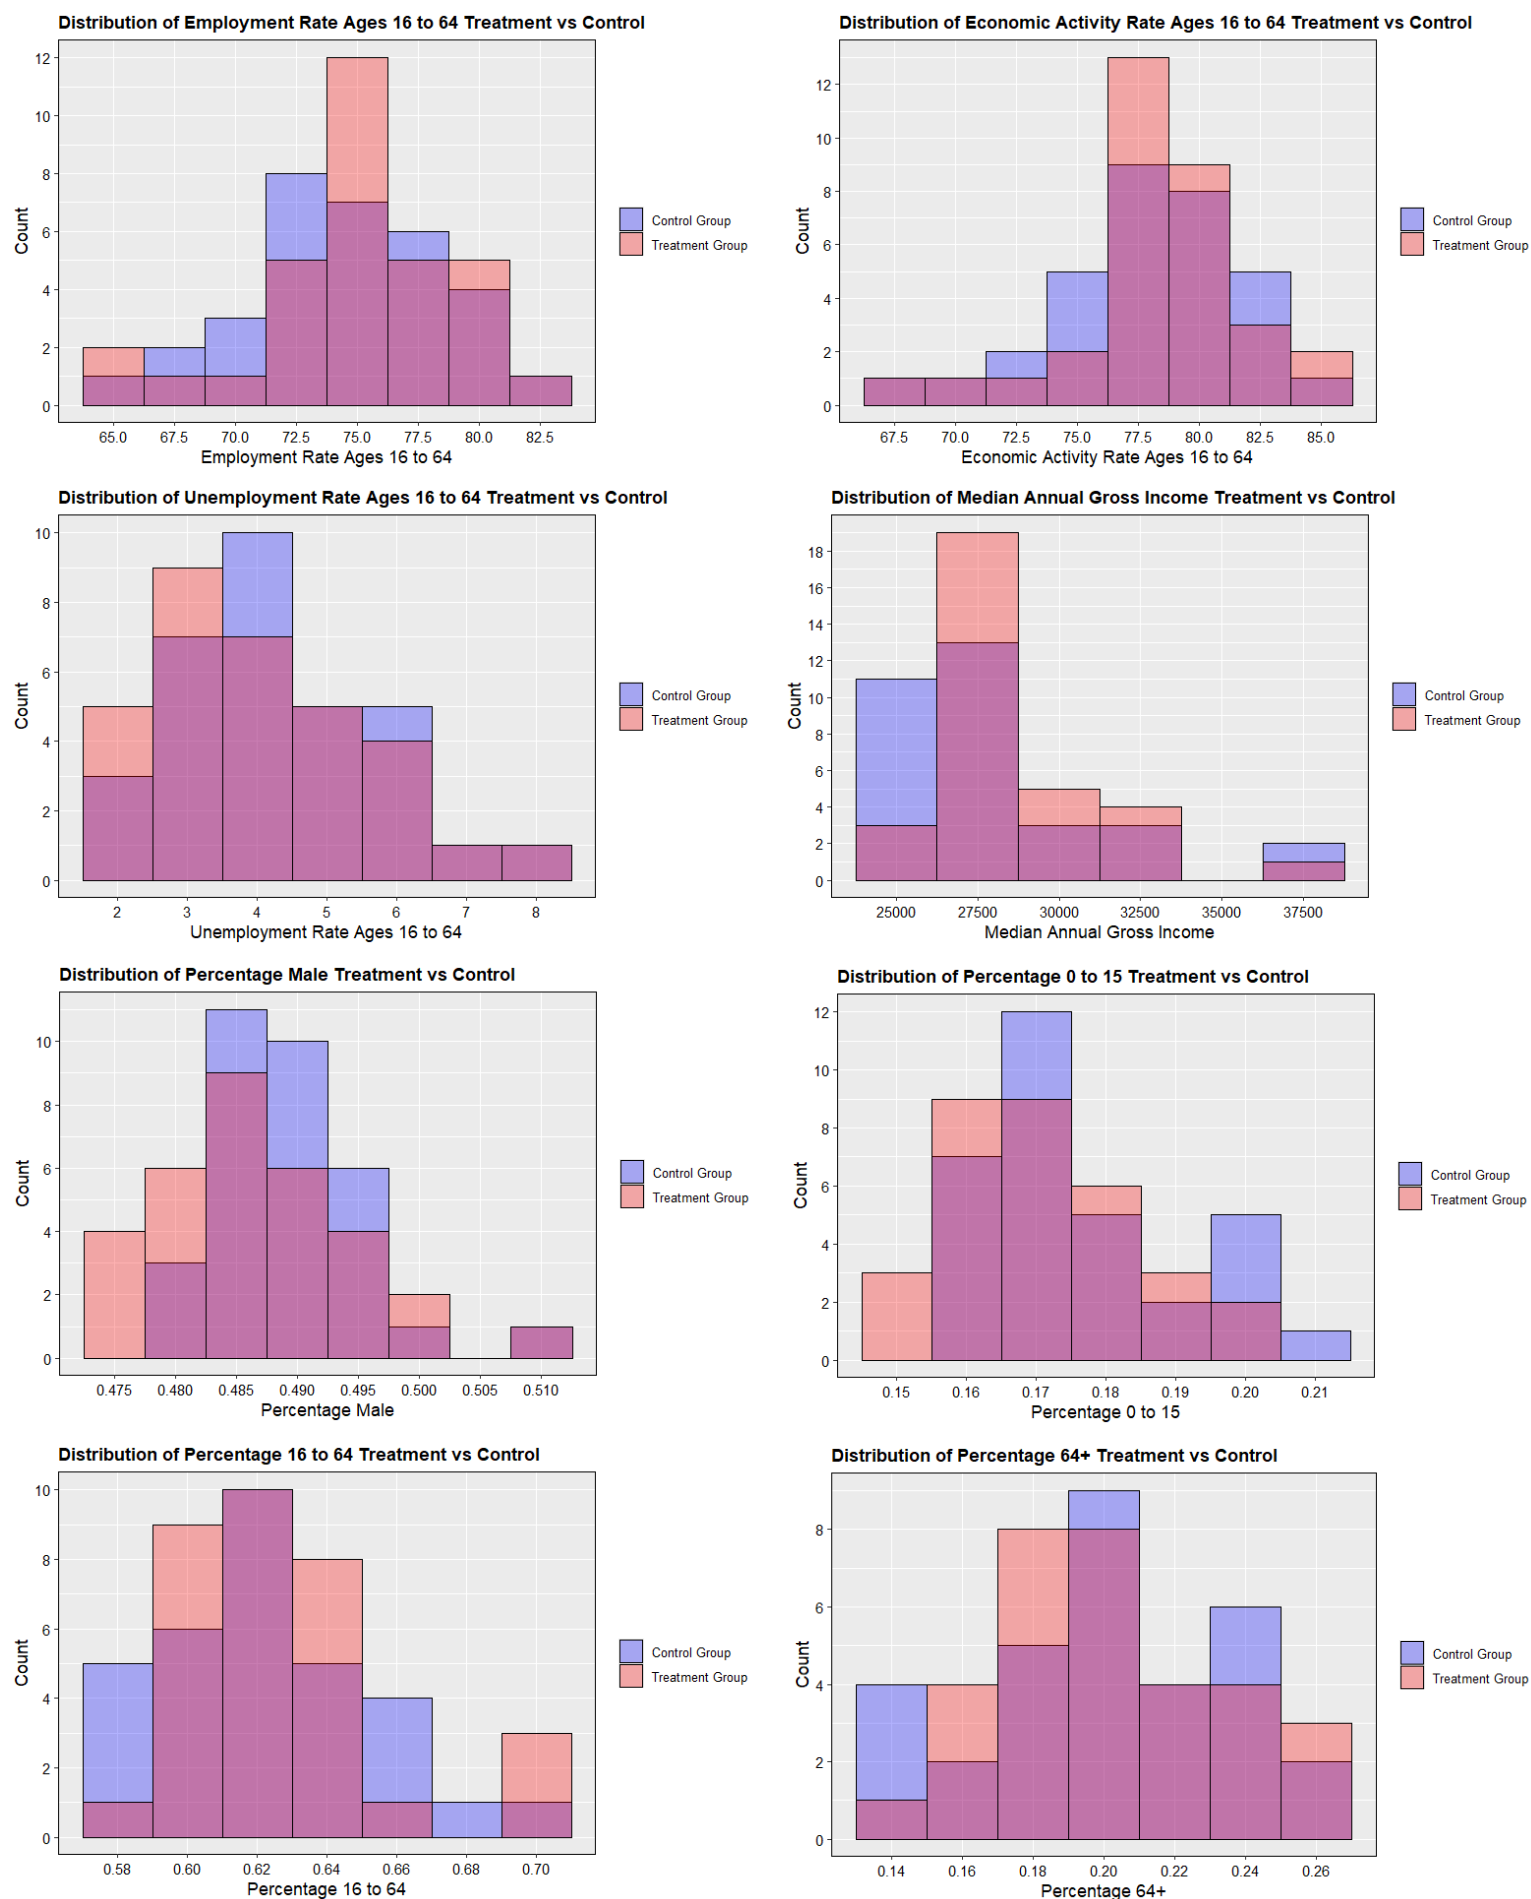 Distribution of Employment Rate Ages 16 to 64 Treatment vs Control
12
10
8
6
4
2
0
Count
65.0 67.5 70.0 72.5 75.0 77.5 80.0 82.5
Employment Rate Ages 16 to 64
Control Group
Treatment Group
Distribution of Economic Activity Rate Ages 16 to 64 Treatment vs Control
12
10
8
6
4
2
0
Count
67.5 70.0 72.5 75.0 77.5 80.0 82.5 85.0
Economic Activity Rate Ages 16 to 64
Control Group
Treatment Group
Distribution of Unemployment Rate Ages 16 to 64 Treatment vs Control
10
8
6
4
2
0
Count
2 3 4 5 6 7 8
Unemployment Rate Ages 16 to 64
Control Group
Treatment Group
Distribution of Median Annual Gross Income Treatment vs Control
18
16
14
12
10
8
6
4
2
0
Count
25000 27500 30000 32500 35000 37500
Median Annual Gross Income
Control Group
Treatment Group
Distribution of Percentage Male Treatment vs Control
10
8
6
4
2
0
Count
0.475 0.480 0.485 0.490 0.495 0.500 0.505 0.510
Percentage Male
Control Group
Treatment Group
Distribution of Percentage 0 to 15 Treatment vs Control
12
10
8
6
4
2
0
Count
0.15 0.16 0.17 0.18 0.19 0.20 0.21
Percentage 0 to 15
Control Group
Treatment Group
Distribution of Percentage 16 to 64 Treatment vs Control
10
8
6
4
2
0
Count
0.58 0.60 0.62 0.64 0.66 0.68 0.70
Percentage 16 to 64
Control Group
Treatment Group
Distribution of Percentage 64+ Treatment vs Control
8
6
4
2
0
Count
0.14 0.16 0.18 0.20 0.22 0.24 0.26
Percentage 64+
Control Group
Treatment Group